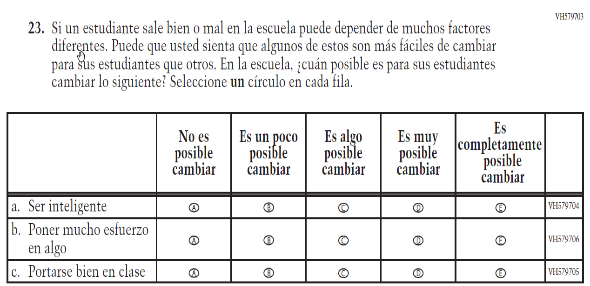 VH579703
23. Si un estudiante sale bien o mal en la escuela puede depender de muchos factores
diferentes. Puede que usted sienta que algunos de estos son más fáciles de cambiar
para sus estudiantes que otros. En la escuela, ¿cuán posible es para sus estudiantes
cambiar lo siguiente? Seleccione un círculo en cada fila.
No es
posible
cambiar
Es un poco
posible
cambiar
Es algo
posible
cambiar
Es muy
posible
cambiar
Es
completamente
posible
cambiar
a. Ser inteligente A B C D E VH579704
b. Poner mucho esfuerzo
en algo A B C D E VH579706
c. Portarse bien en clase A B C D E VH579705